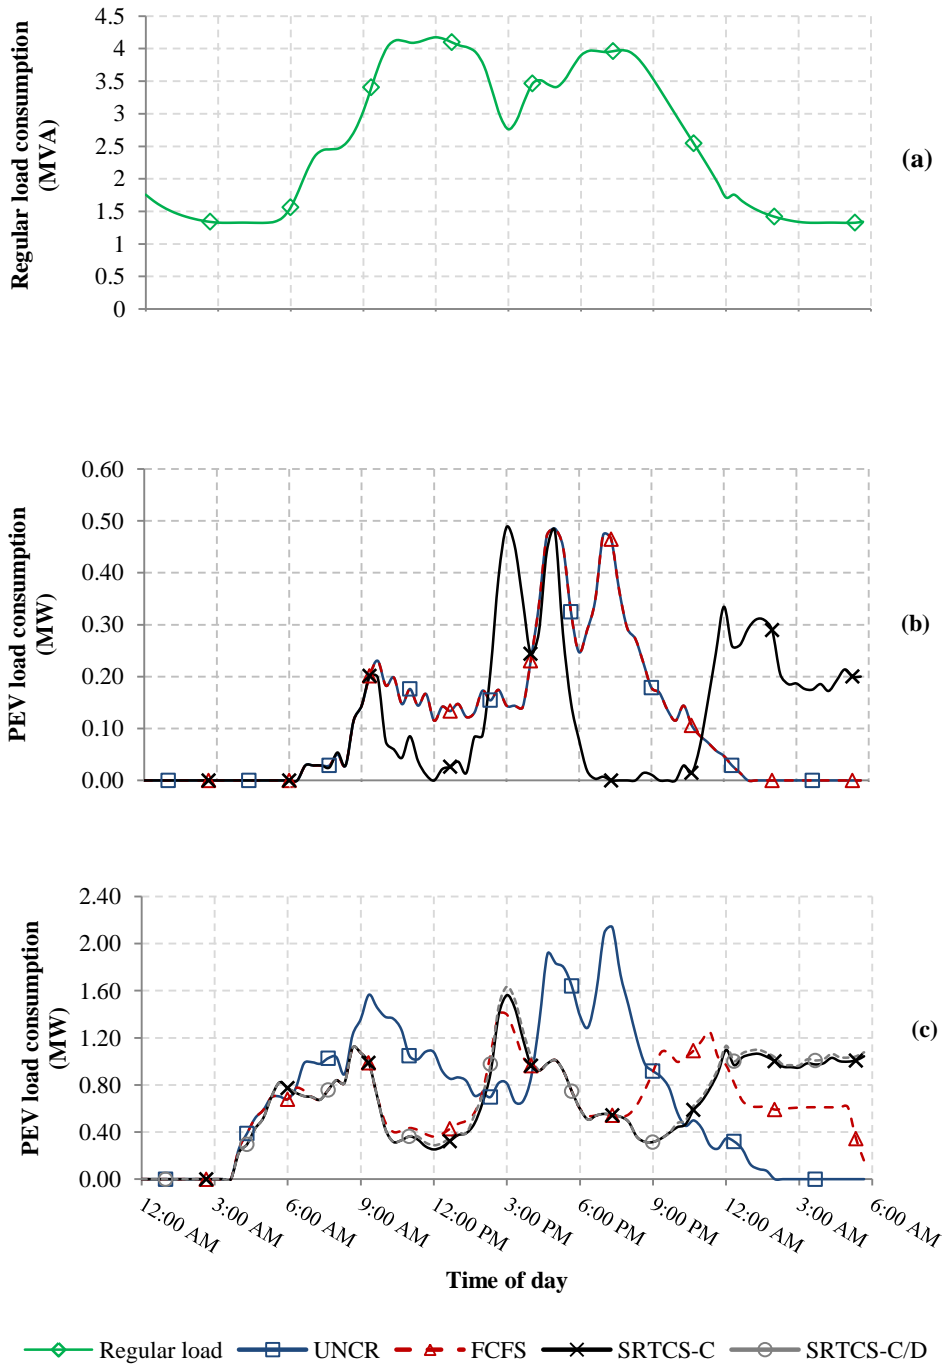 Regular load consumption
(MVA)
4.5
4
3.5
3
2.5
2
1.5
1
0.5
0
(a)
PEV load consumption
(MW)
0.60
0.50
0.40
0.30
0.20
0.10
0.00
(b)
PEV load consumption
(MW)
2.40
2.00
1.60
1.20
0.80
0.40
0.00
(c)
12:00 AM
3:00 AM
6:00 AM
9:00 AM
12:00 PM
3:00 PM
6:00 PM
9:00 PM
12:00 AM
3:00 AM
6:00 AM
Time of day
Regular load UNCR FCFS SRTCS-C SRTCS-C/D